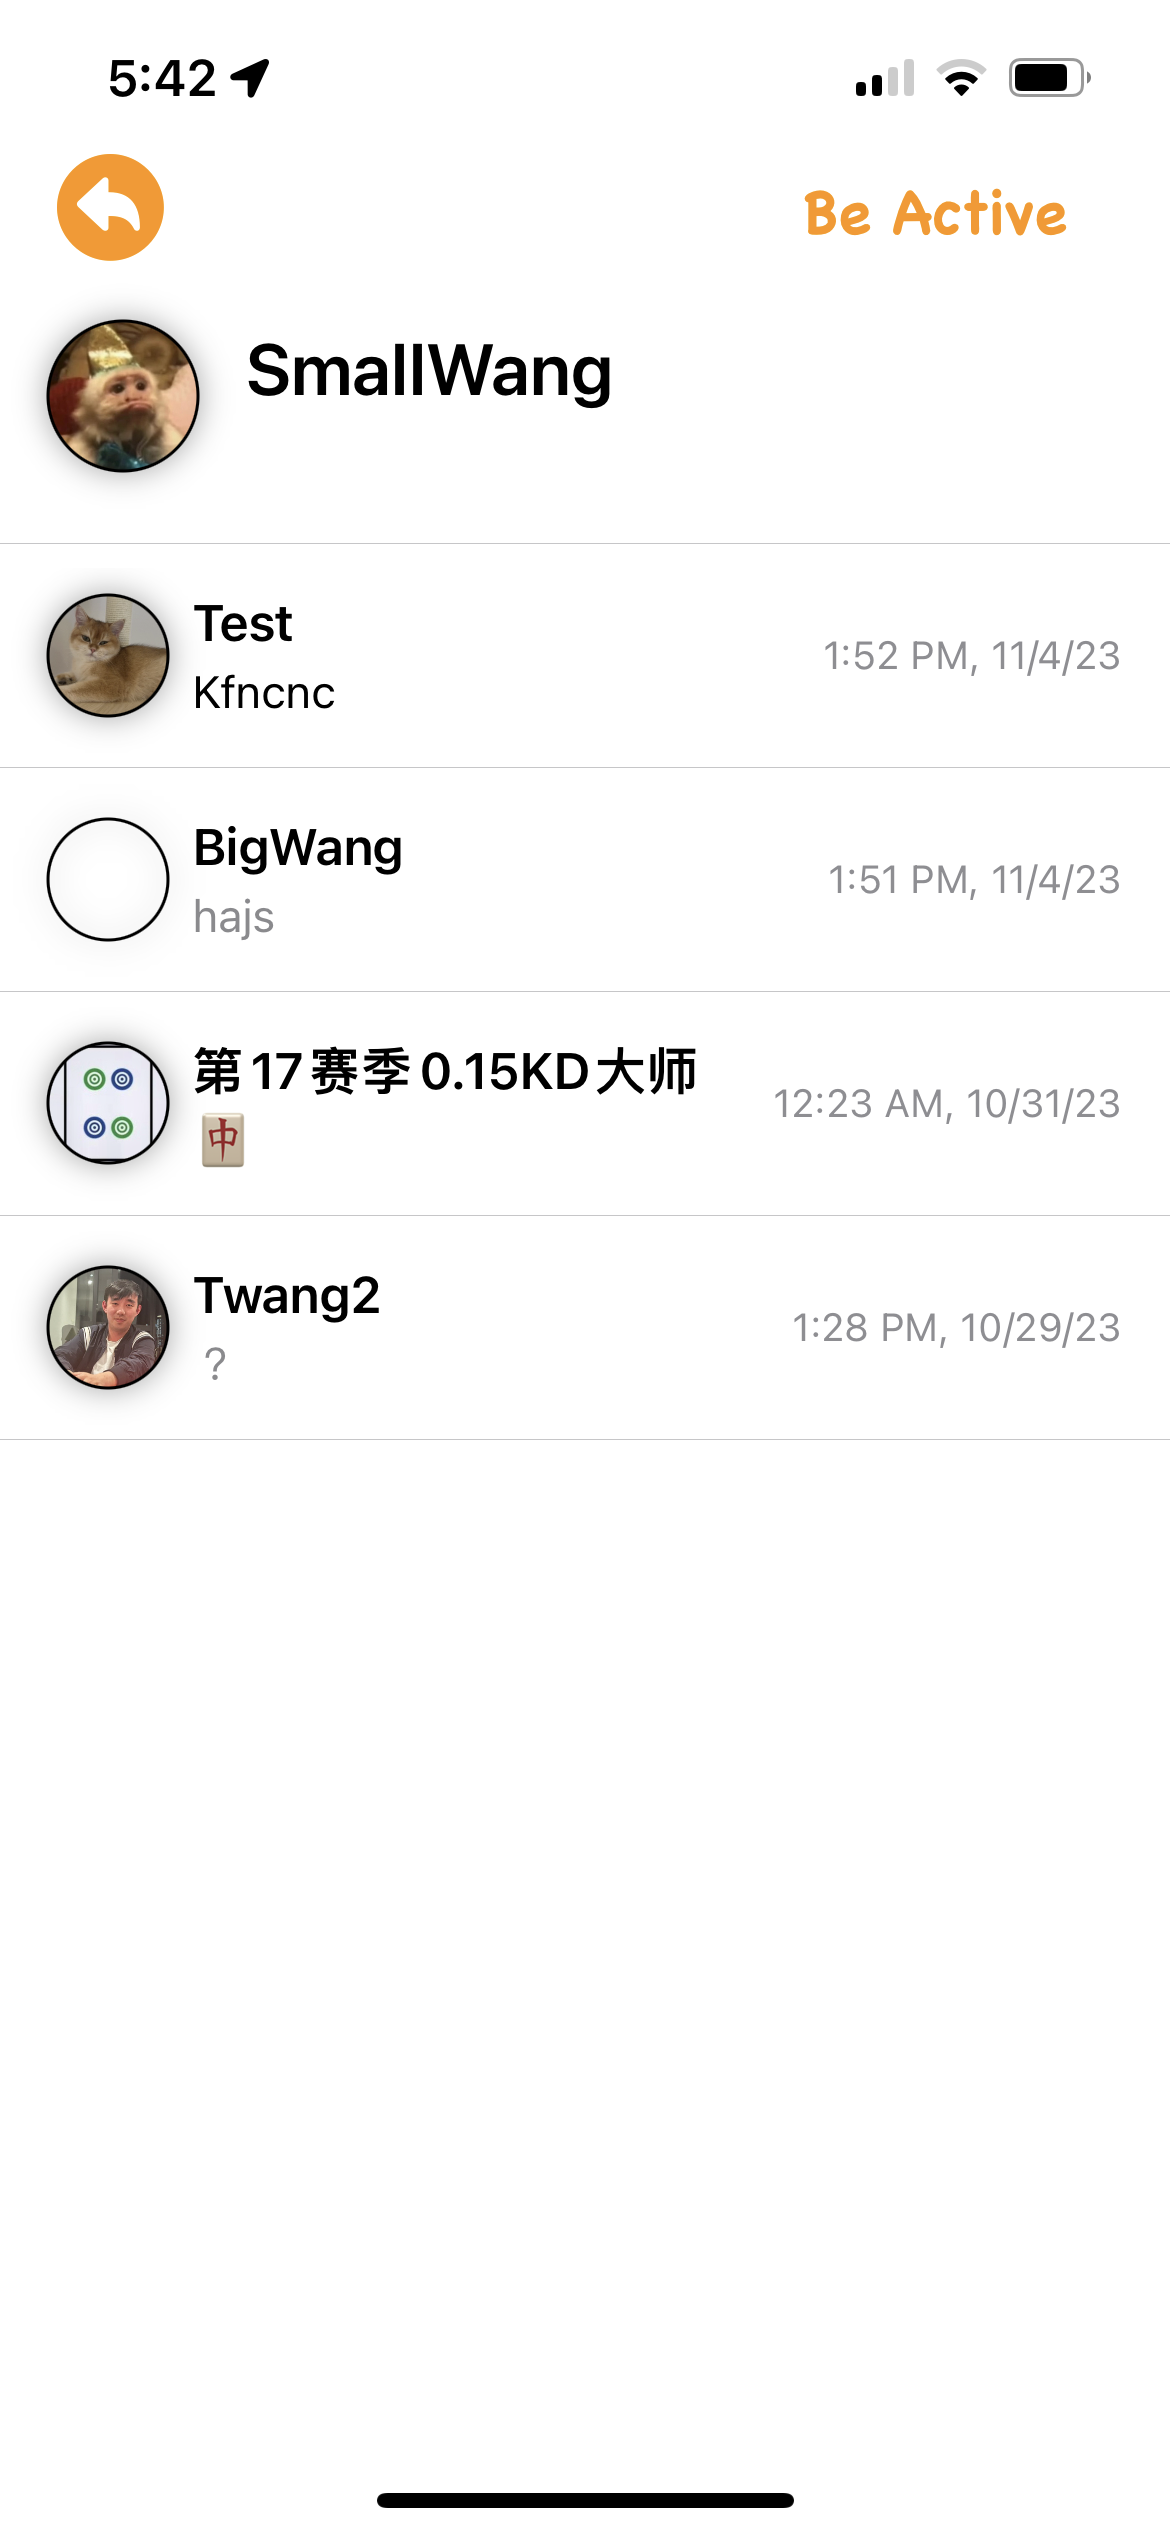 5:42
Be Active
SmallWang
Test
Kfncnc
1:52 PM, 11/4/23
BigWang
hajs
1:51 PM, 11/4/23
第17赛季0.15KD大师
🀄
12:23 AM, 10/31/23
Twang2
？
1:28 PM, 10/29/23